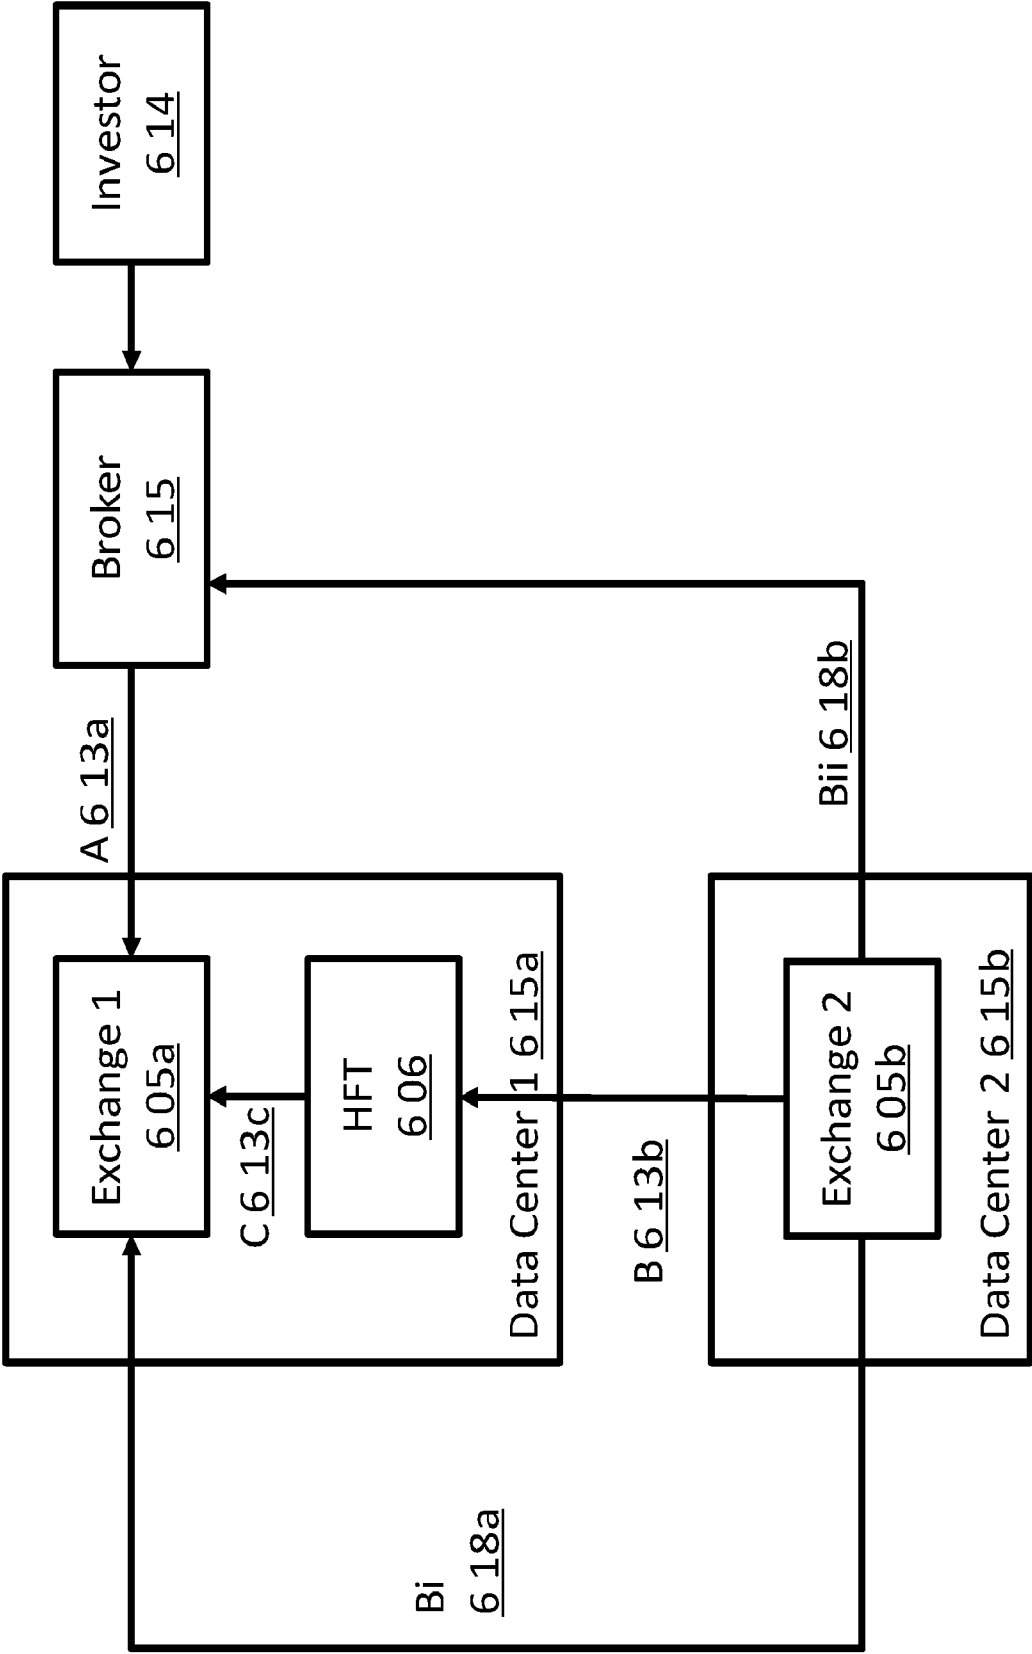 Investor
6 14
Broker
6 15
A 6 13a
Exchange 1
6 05a
C 6 13c
HFT
6 06
Data Center 1 6 15a
B 6 13b
Bi
6 18a
Bii 6 18b
Exchange 2
6 05b
Data Center 2 6 15b